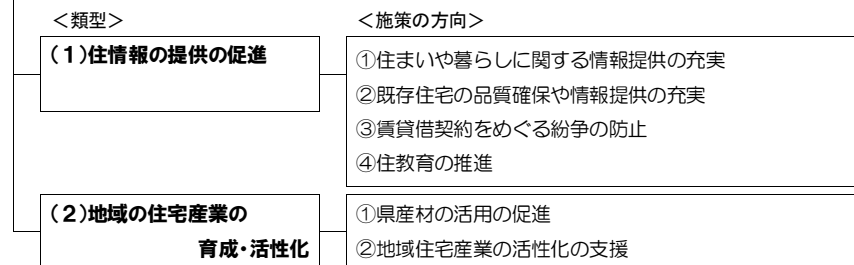 ＜類型＞
＜施策の方向＞
（１）住情報の提供の促進
①住まいや暮らしに関する情報提供の充実
②既存住宅の品質確保や情報提供の充実
③賃貸借契約をめぐる紛争の防止
④住教育の推進
（２）地域の住宅産業の
育成・活性化
①県産材の活用の促進
②地域住宅産業の活性化の支援